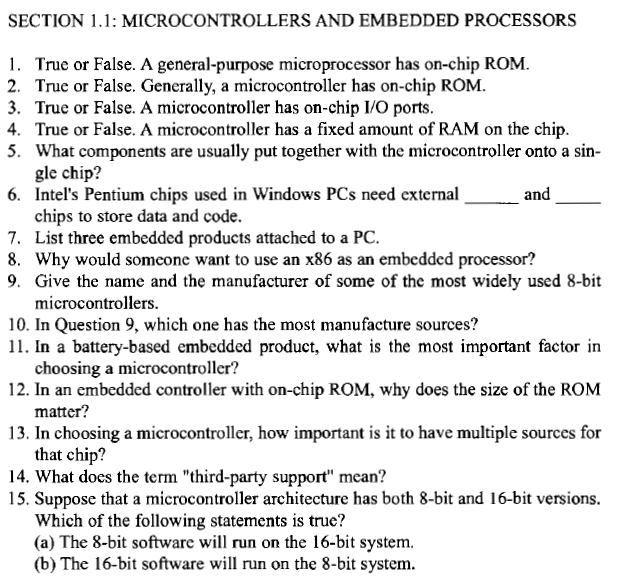 SECTION 1.1: MICROCONTROLLERS AND EMBEDDED PROCESSORS
1. True or False. A general-purpose microprocessor has on-chip ROM.
2. True or False. Generally, a microcontroller has on-chip ROM.
3. True or False. A microcontroller has on-chip I/O ports.
4. True or False. A microcontroller has a fixed amount of RAM on the chip.
5. What components are usually put together with the microcontroller onto a sin-
gle chip?
6. Intel's Pentium chips used in Windows PCs need external ______ and _____
chips to store data and code.
7. List three embedded products attached to a PC.
8. Why would someone want to use an x86 as an embedded processor?
9. Give the name and the manufacturer of some of the most widely used 8-bit
microcontrollers.
10. In Question 9, which one has the most manufacture sources?
11. In a battery-based embedded product, what is the most important factor in
choosing a microcontroller?
12. In an embedded controller with on-chip ROM, why does the size of the ROM
matter?
13. In choosing a microcontroller, how important is it to have multiple sources for
that chip?
14. What does the term "third-party support" mean?
15. Suppose that a microcontroller architecture has both 8-bit and 16-bit versions.
Which of the following statements is true?
(a) The 8-bit software will run on the 16-bit system.
(b) The 16-bit software will run on the 8-bit system.